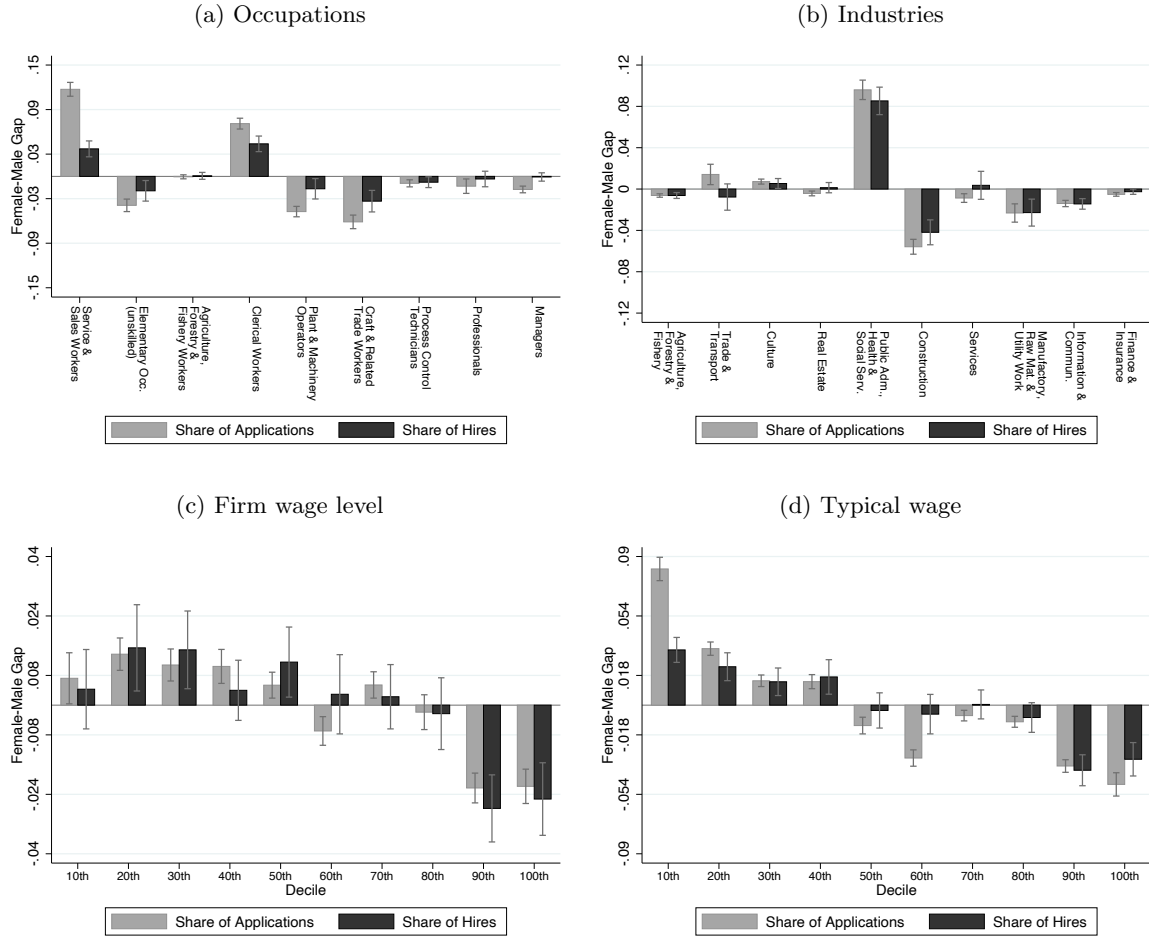 (a) Occupations
Female-Male Gap
.15
.09
.03
-.03
-.09
-.15
Service &
Sales Workers
Elementary Occ.
(unskilled)
Agriculture,
Forestry &
Fishery Workers
Clerical Workers
Plant & Machinery
Operators
Craft & Related
Trade Workers
Process Control
Technicians
Professionals
Managers
Share of Applications
Share of Hires
(b) Industries
Female-Male Gap
.12
.08
.04
0
-.04
-.08
-.12
Agriculture,
Forestry &
Fishery
Trade &
Transport
Culture
Real Estate
Public Adm.,
Health &
Social Serv.
Construction
Services
Manufactory,
Raw Mat. &
Utility Work
Information &
Commun.
Finance &
Insurance
Share of Applications
Share of Hires
(c) Firm wage level
Female-Male Gap
.04
.024
.008
-.008
-.024
-.04
10th 20th 30th 40th 50th 60th 70th 80th 90th 100th
Decile
Share of Applications
Share of Hires
(d) Typical wage
Female-Male Gap
.09
.054
.018
-.018
-.054
-.09
10th 20th 30th 40th 50th 60th 70th 80th 90th 100th
Decile
Share of Applications
Share of Hires